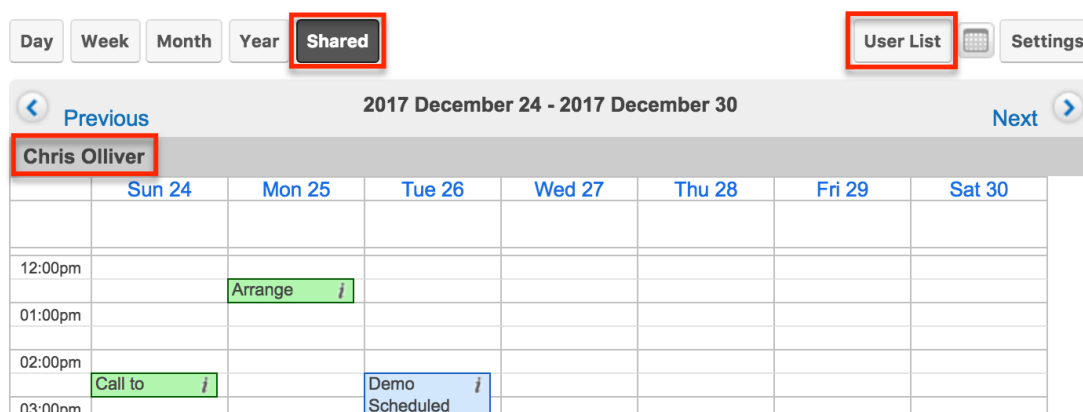 Day Week Month Year Shared User List Settings
2017 December 24 - 2017 December 30
Previous Next
Chris Olliver
Sun 24 Mon 25 Tue 26 Wed 27 Thu 28 Fri 29 Sat 30
12:00pm
Arrange i
01:00pm
02:00pm
Call to i Demo i
03:00pm Scheduled